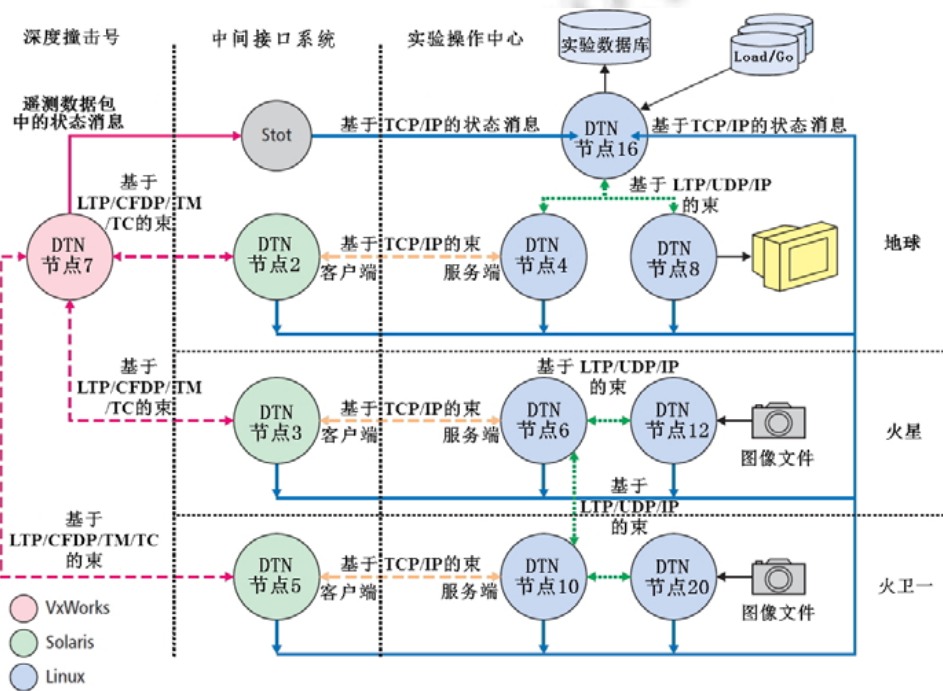 深度撞击号
中间接口系统
实验操作中心
实验数据库
Load/Go
遥测数据包
中的状态消息
Stot
基于TCP/IP的状态消息
DTN
节点16
基于TCP/IP的状态消息
基于
LTP/CFDP/TM
/TC的束
基于 LTP/UDP/IP
的束
DTN
节点7
DTN
节点2
基于 TCP/IP的束
客户端
服务端
DTN
节点4
DTN
节点8
地球
基于
LTP/CFDP/TM
/TC的束
基于 LTP/UDP/IP
的束
DTN
节点3
基于 TCP/IP的束
客户端
服务端
DTN
节点6
DTN
节点12
图像文件
火星
基于
LTP/UDP/IP
的束
基于
LTP/CFDP/TM/TC
的束
DTN
节点5
基于 TCP/IP的束
客户端
服务端
DTN
节点10
DTN
节点20
图像文件
火卫一
VxWorks
Solaris
Linux